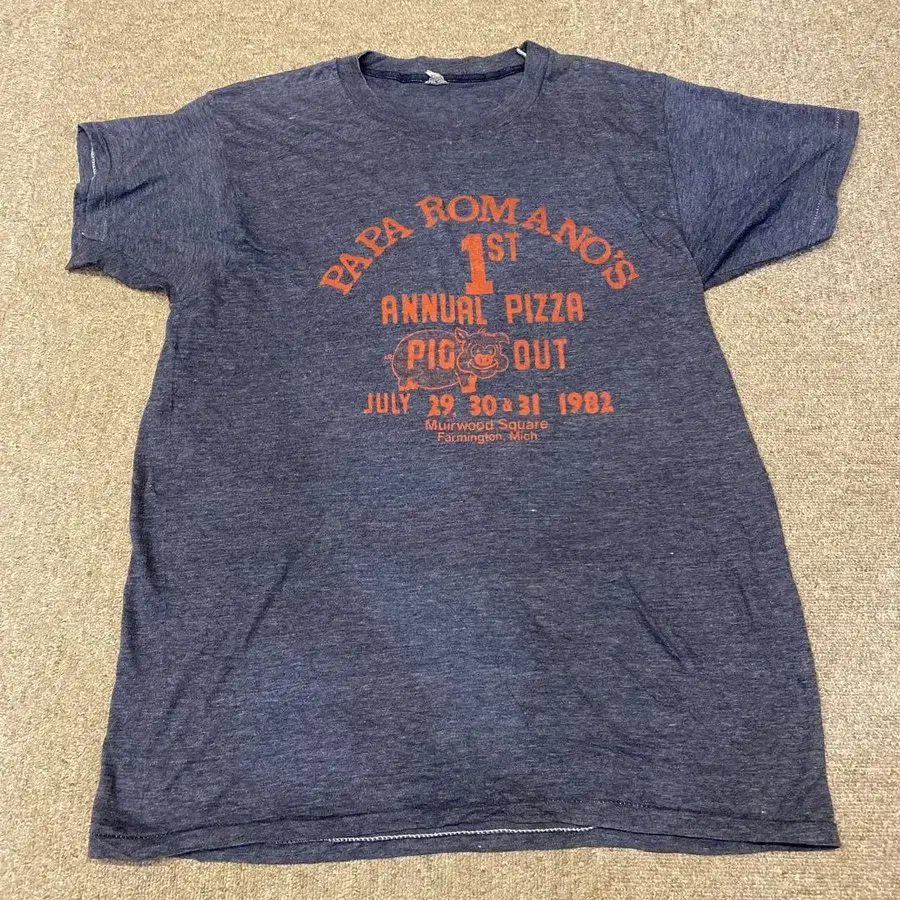 PAPA ROMANO'S
1ST
ANNUAL PIZZA
PIG OUT
JULY 29, 30 & 31 1982
Muirwood Square
Farmington, Mich.